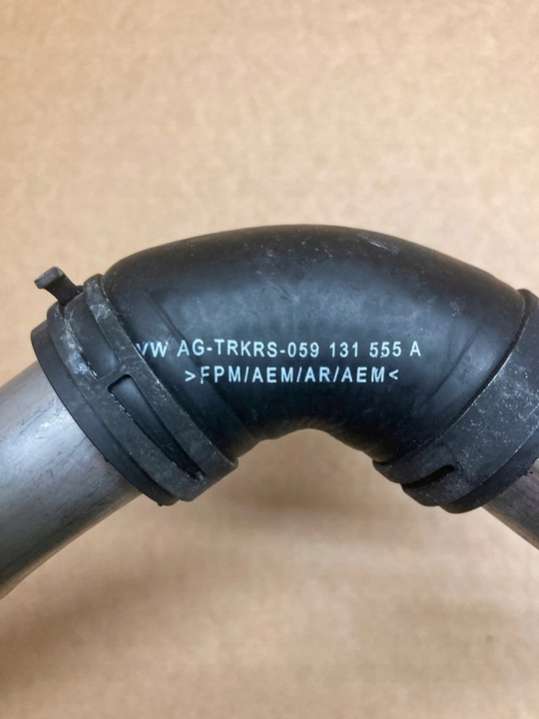 VW AG-TRKRS-059 131 555 A
>FPM/AEM/AR/AEM<